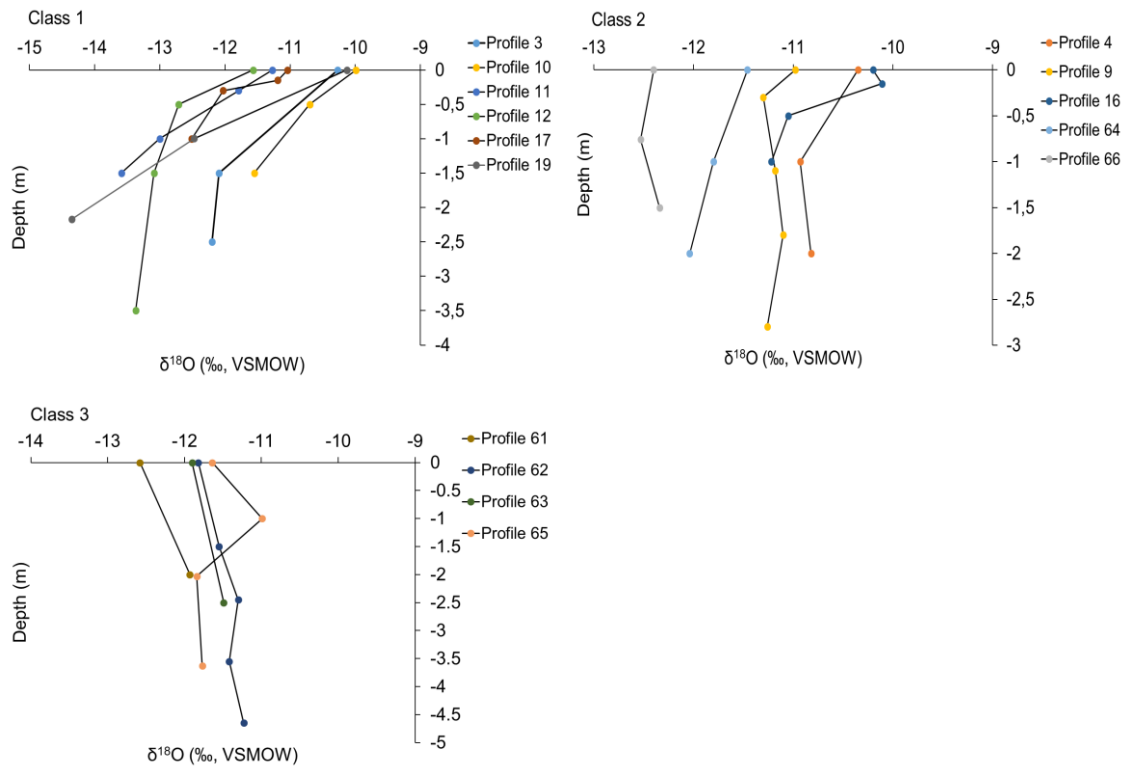 Class 1
-15 -14 -13 -12 -11 -10 -9
0
-0,5
-1
-1,5
-2
-2,5
-3
-3,5
-4
Depth (m)
δ¹⁸O (‰, VSMOW)
Profile 3
Profile 10
Profile 11
Profile 12
Profile 17
Profile 19
Class 2
-13 -12 -11 -10 -9
0
-0,5
-1
-1,5
-2
-2,5
-3
Depth (m)
δ¹⁸O (‰, VSMOW)
Profile 4
Profile 9
Profile 16
Profile 64
Profile 66
Class 3
-14 -13 -12 -11 -10 -9
0
-0.5
-1
-1.5
-2
-2.5
-3
-3.5
-4
-4.5
-5
Depth (m)
δ¹⁸O (‰, VSMOW)
Profile 61
Profile 62
Profile 63
Profile 65